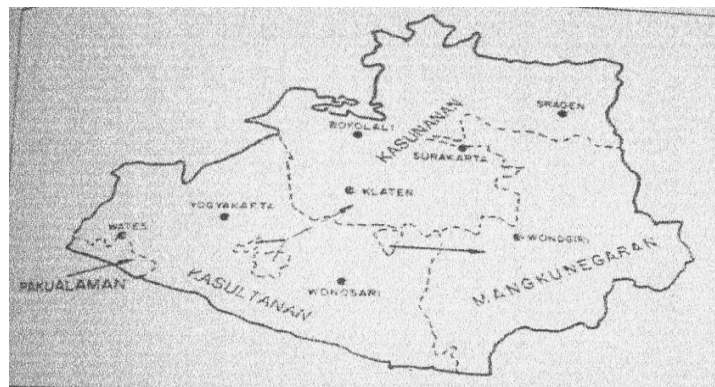 SRAGEN
BOYOLALI
KASUNANAN
SURAKARTA
KLATEN
YOGYAKARTA
WATES
WONOGIRI
PAKUALAMAN
KASULTANAN
WONOSARI
MANGKUNEGARAN